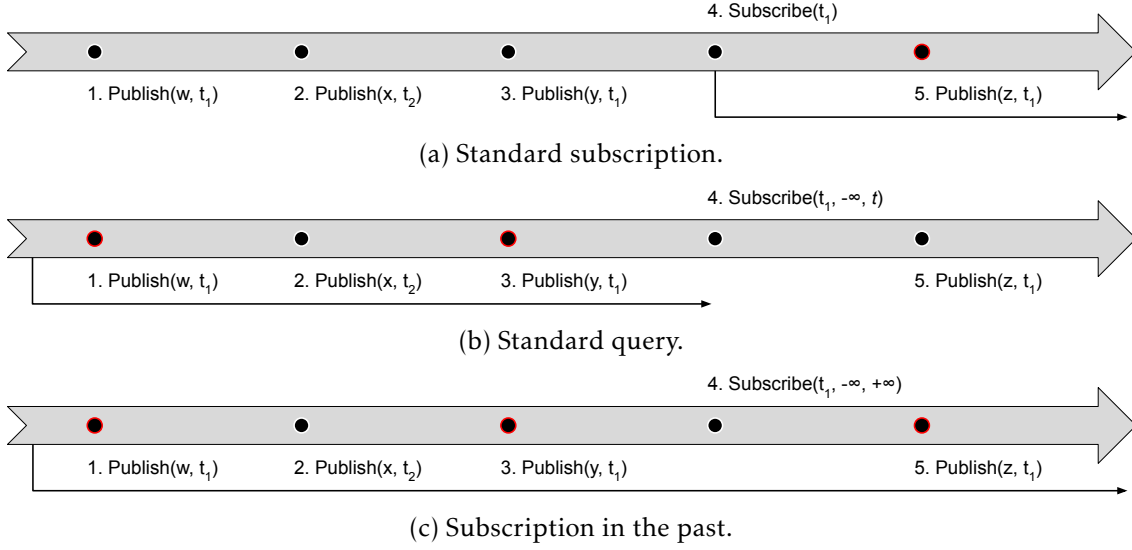 4. Subscribe(t₁)
1. Publish(w, t₁) 2. Publish(x, t₂) 3. Publish(y, t₁) 5. Publish(z, t₁)
(a) Standard subscription.
4. Subscribe(t₁, -∞, t)
1. Publish(w, t₁) 2. Publish(x, t₂) 3. Publish(y, t₁) 5. Publish(z, t₁)
(b) Standard query.
4. Subscribe(t₁, -∞, +∞)
1. Publish(w, t₁) 2. Publish(x, t₂) 3. Publish(y, t₁) 5. Publish(z, t₁)
(c) Subscription in the past.